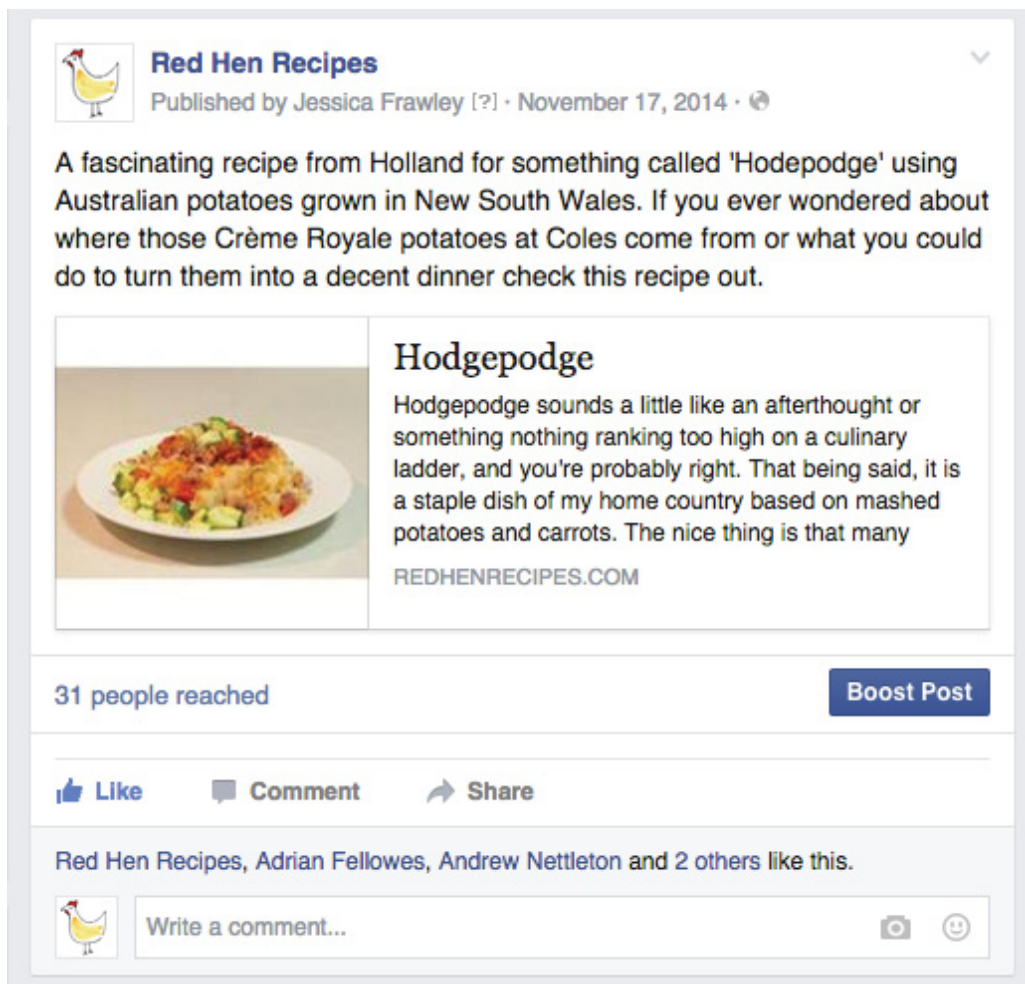 Red Hen Recipes
Published by Jessica Frawley [?] · November 17, 2014 ·
A fascinating recipe from Holland for something called 'Hodepodge' using
Australian potatoes grown in New South Wales. If you ever wondered about
where those Crème Royale potatoes at Coles come from or what you could
do to turn them into a decent dinner check this recipe out.
Hodgepodge
Hodgepodge sounds a little like an afterthought or
something nothing ranking too high on a culinary
ladder, and you're probably right. That being said, it is
a staple dish of my home country based on mashed
potatoes and carrots. The nice thing is that many
REDHENRECIPES.COM
31 people reached
Boost Post
Like Comment Share
Red Hen Recipes, Adrian Fellowes, Andrew Nettleton and 2 others like this.
Write a comment...